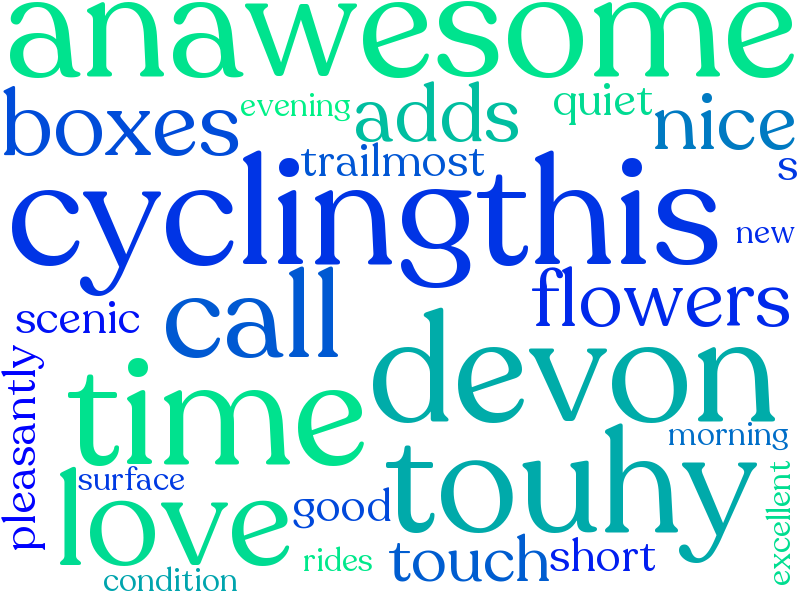 anawesome
evening
boxes
adds
quiet
nice
trailmost
s
cyclingthis
new
call
flowers
scenic
devon
pleasantly
time
morning
touhy
surface
love
good
excellent
touch
short
rides
condition